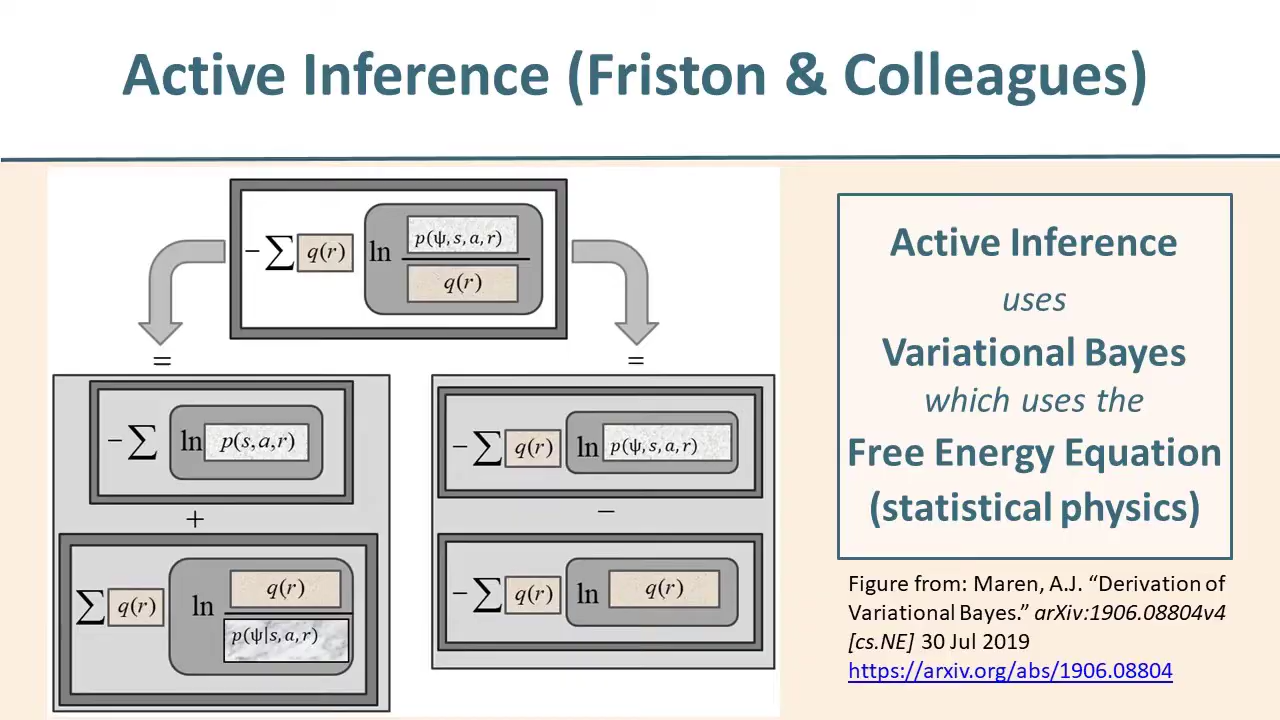 Active Inference (Friston & Colleagues)
− ∑ q(r) ln p(ψ, s, a, r)
q(r)
=
− ∑ ln p(s,a,r)
+
∑ q(r) ln q(r)
p(ψ|s,a,r)
=
− ∑ q(r) ln p(ψ, s, a, r)
−
− ∑ q(r) ln q(r)
Active Inference
uses
Variational Bayes
which uses the
Free Energy Equation
(statistical physics)
Figure from: Maren, A.J. “Derivation of
Variational Bayes.” arXiv:1906.08804v4
[cs.NE] 30 Jul 2019
https://arxiv.org/abs/1906.08804